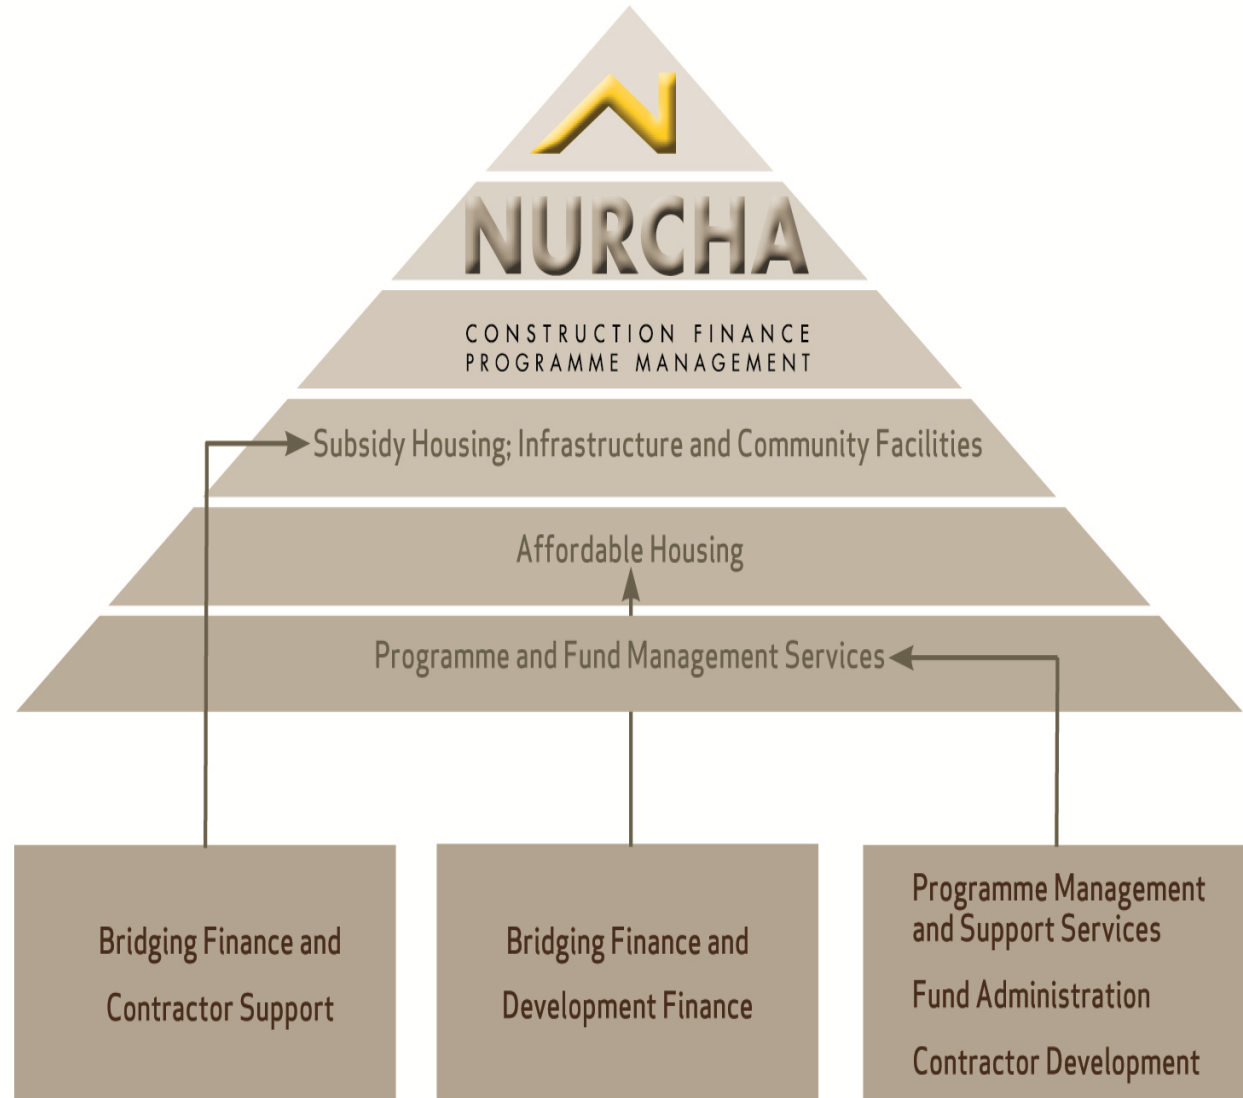 NURCHA
CONSTRUCTION FINANCE
PROGRAMME MANAGEMENT
Subsidy Housing; Infrastructure and Community Facilities
Affordable Housing
Programme and Fund Management Services
Bridging Finance and
Contractor Support
Bridging Finance and
Development Finance
Programme Management
and Support Services
Fund Administration
Contractor Development